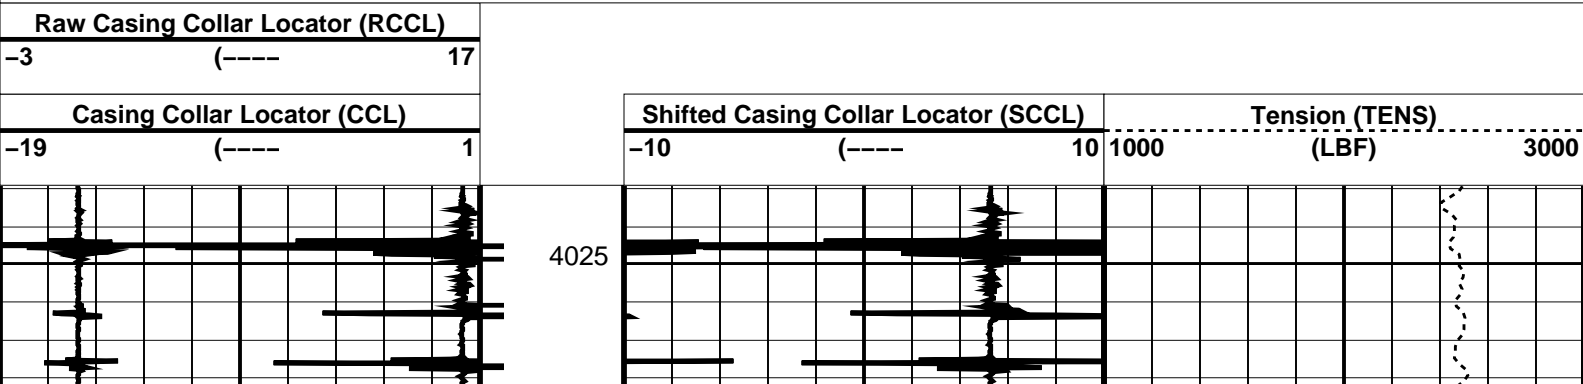 Raw Casing Collar Locator (RCCL)
−3 (−−−− 17
Casing Collar Locator (CCL)
−19 (−−−− 1
Shifted Casing Collar Locator (SCCL)
−10 (−−−− 10
Tension (TENS)
1000 (LBF) 3000
4025